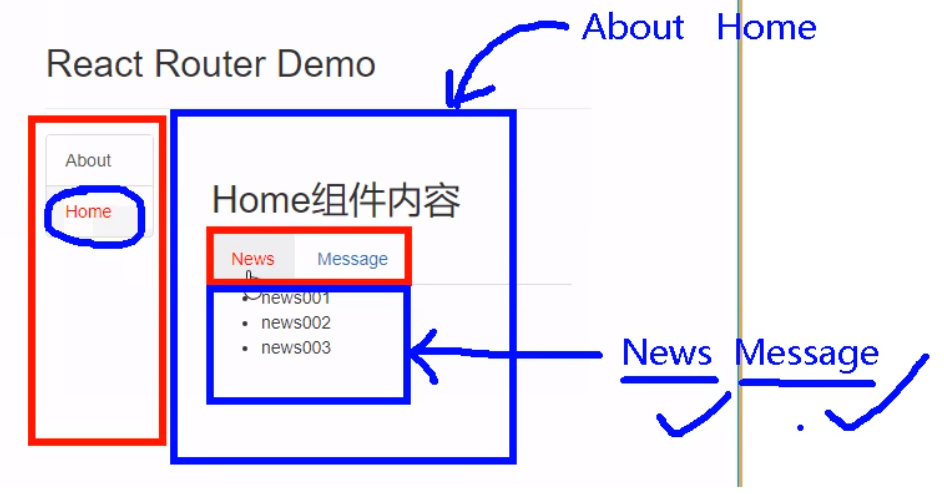 About Home
React Router Demo
About
Home
Home组件内容
News Message
news001
news002
news003
News Message